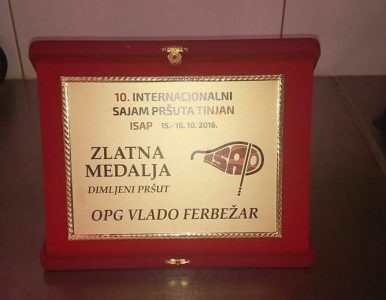 10. INTERNACIONALNI
SAJAM PRŠUTA TINJAN
ISAP 15.-16. 10. 2016.
ZLATNA
MEDALJA
DIMLJENI PRŠUT
ISAP
OPG VLADO FERBEŽAR